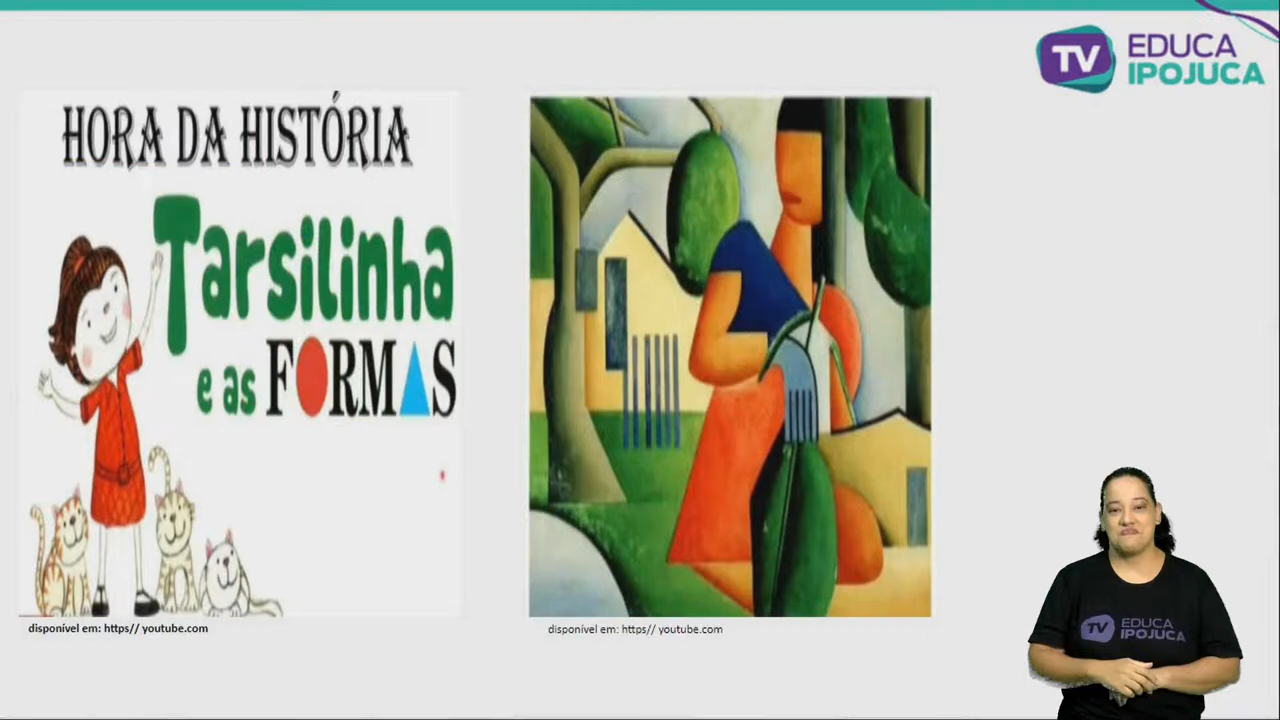 TV EDUCA
IPOJUCA
HORA DA HISTÓRIA
Tarsilinha
e as FORMAS
disponível em: https// youtube.com
disponível em: https// youtube.com
TV EDUCA
IPOJUCA